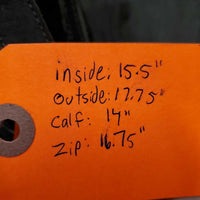 inside: 15.5"
outside: 17.75"
calf: 14"
zip: 16.75"